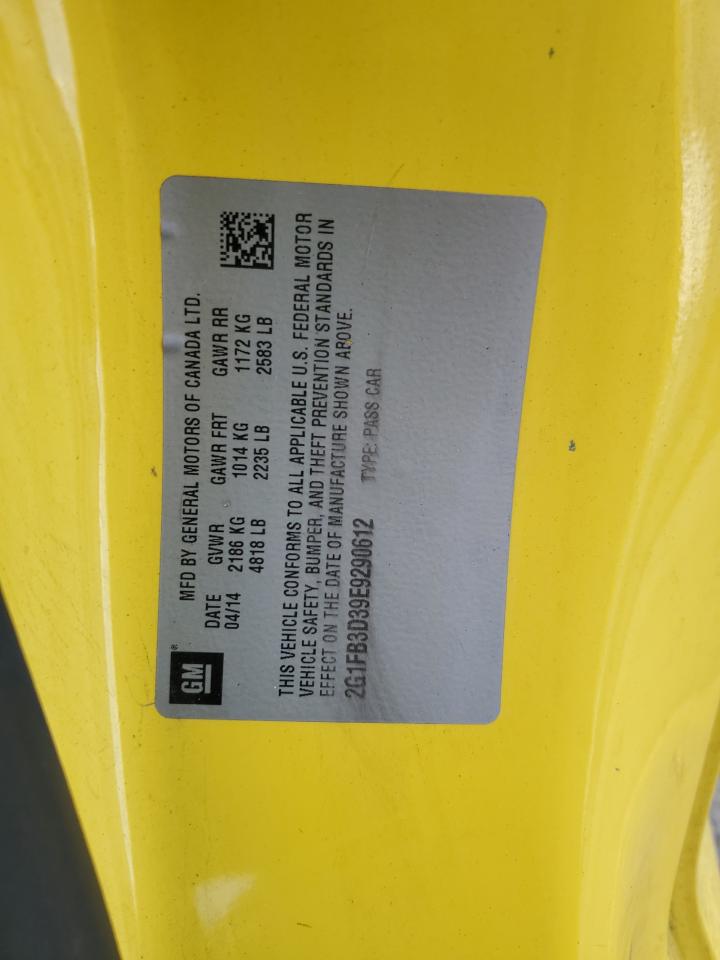 MFD BY GENERAL MOTORS OF CANADA LTD.
DATE GVWR GAWR FRT GAWR RR
04/14 2186 KG 1014 KG 1172 KG
4818 LB 2235 LB 2583 LB
GM®
THIS VEHICLE CONFORMS TO ALL APPLICABLE U.S. FEDERAL MOTOR
VEHICLE SAFETY, BUMPER, AND THEFT PREVENTION STANDARDS IN
EFFECT ON THE DATE OF MANUFACTURE SHOWN ABOVE.
2G1FB3D39E9290612 TYPE: PASS CAR